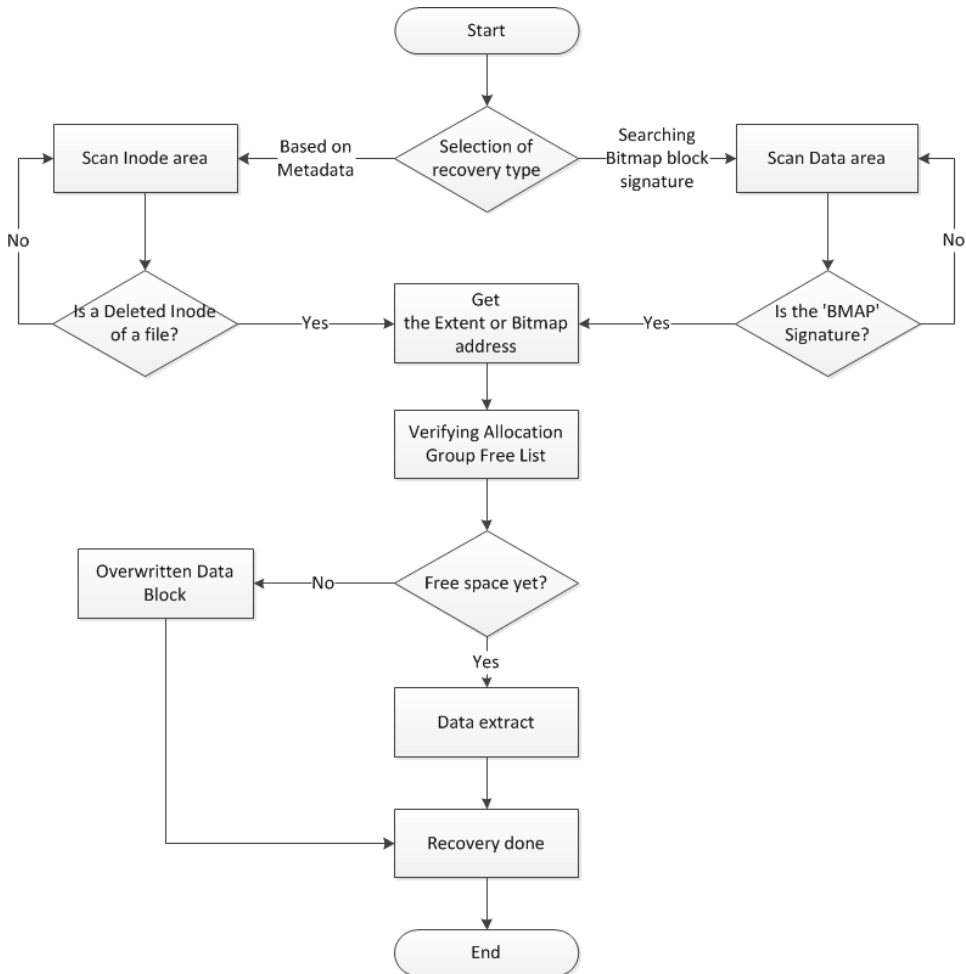 Start
Based on
Metadata
Selection of
recovery type
Searching
Bitmap block
signature
Scan Inode area
Scan Data area
No
No
Is a Deleted Inode
of a file?
Yes
Get
the Extent or Bitmap
address
Yes
Is the 'BMAP'
Signature?
Verifying Allocation
Group Free List
Overwritten Data
Block
No
Free space yet?
Yes
Data extract
Recovery done
End